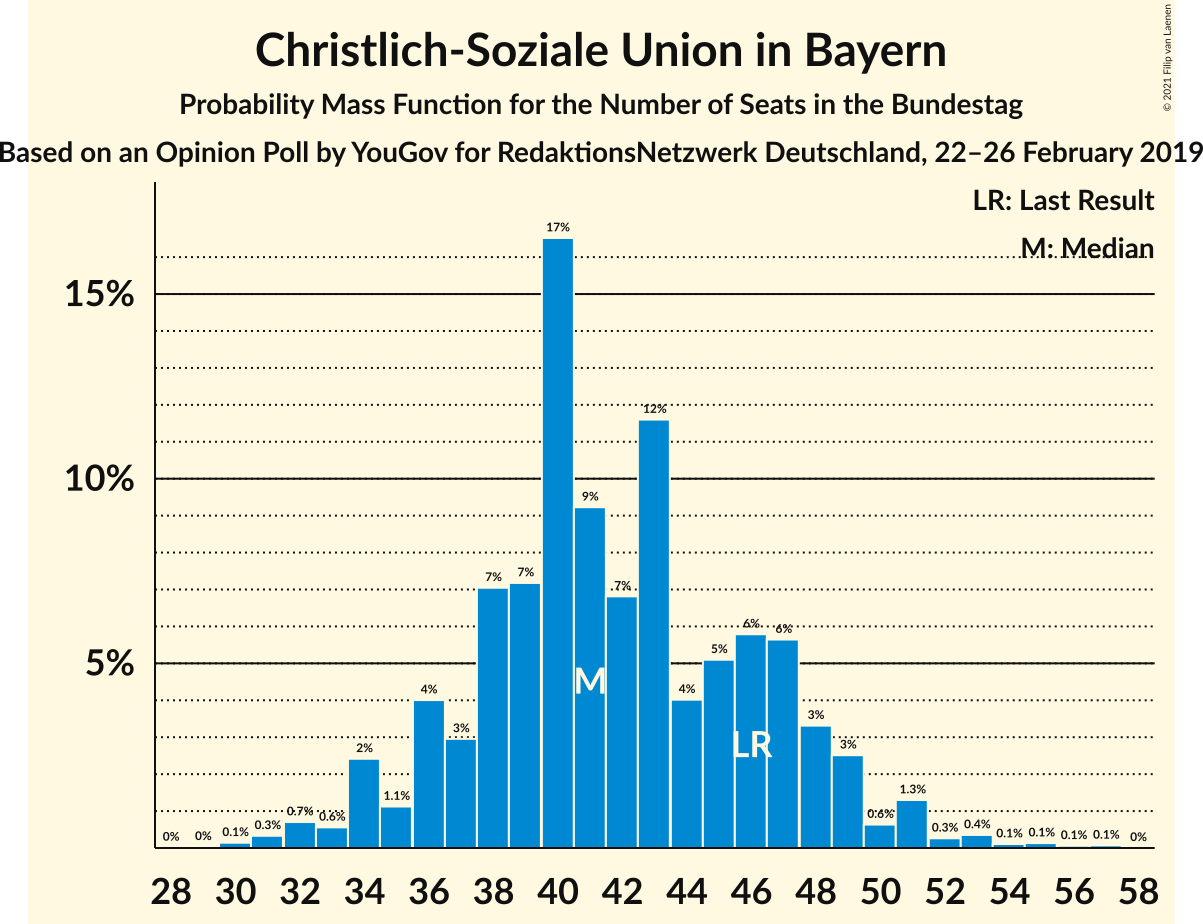 Christlich-Soziale Union in Bayern
© 2021 Filip van Laenen
Probability Mass Function for the Number of Seats in the Bundestag
Based on an Opinion Poll by YouGov for RedaktionsNetzwerk Deutschland, 22–26 February 2019
LR: Last Result
M: Median
15%
10%
5%
0% 0% 0.1% 0.3% 0.7% 0.6% 2% 1.1% 4% 3% 7% 7% 17% 9% 7% 12% 4% 5% 6% 6% 3% 3% 0.6% 1.3% 0.3% 0.4% 0.1% 0.1% 0.1% 0.1% 0%
M
LR
28 30 32 34 36 38 40 42 44 46 48 50 52 54 56 58